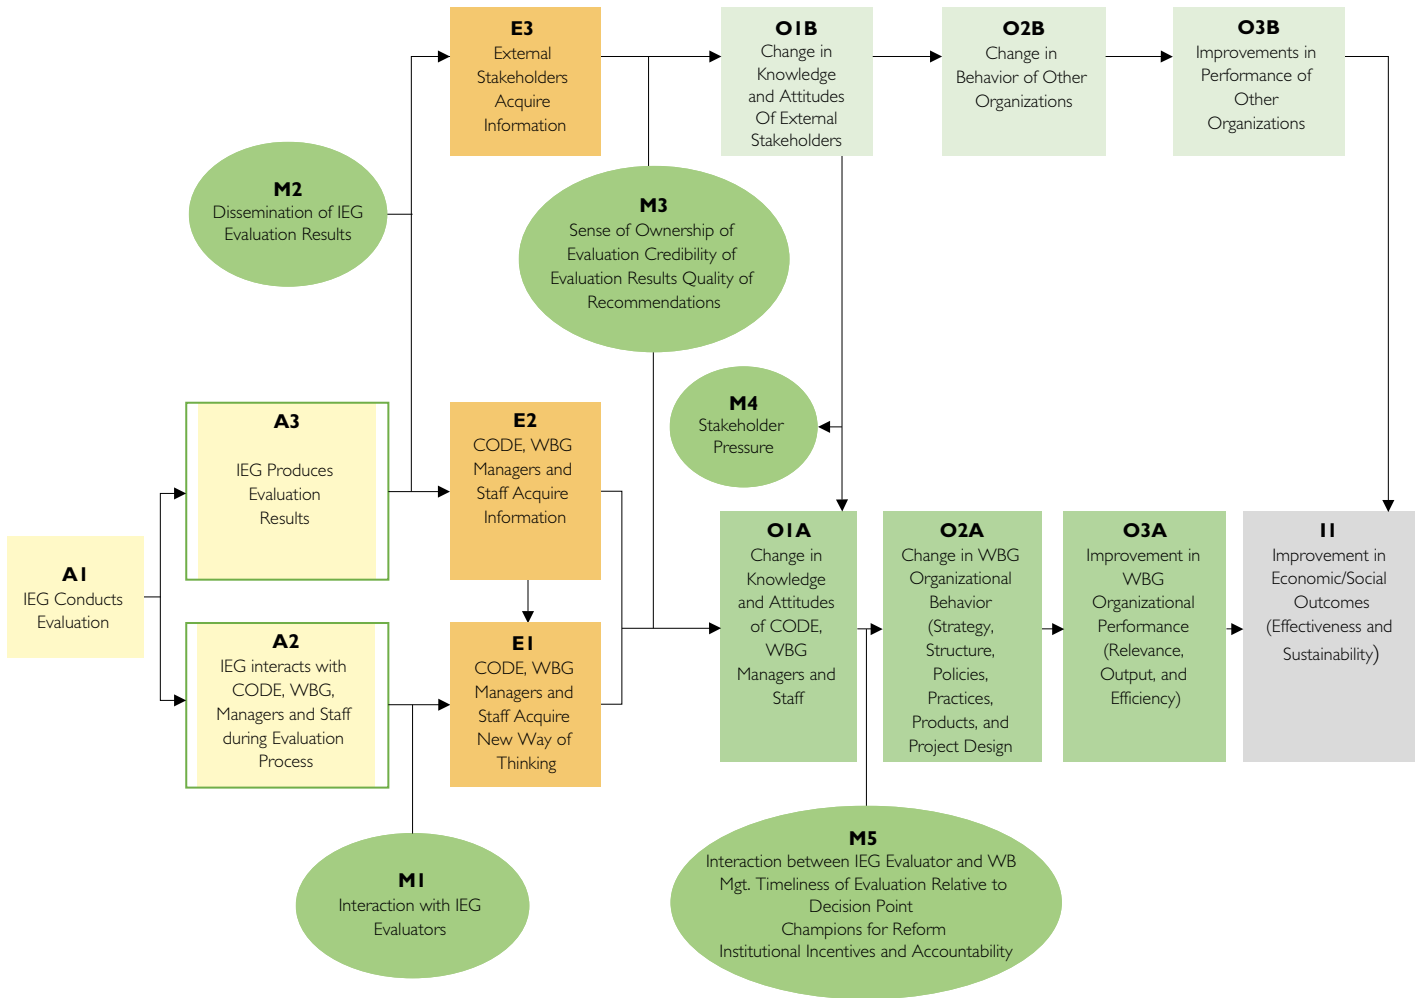 E3
External
Stakeholders
Acquire
Information
O1B
Change in
Knowledge
and Attitudes
Of External
Stakeholders
O2B
Change in
Behavior of Other
Organizations
O3B
Improvements in
Performance of
Other
Organizations
M2
Dissemination of IEG
Evaluation Results
M3
Sense of Ownership of
Evaluation Credibility of
Evaluation Results Quality of
Recommendations
M4
Stakeholder
Pressure
A3
IEG Produces
Evaluation
Results
E2
CODE, WBG
Managers and
Staff Acquire
Information
A1
IEG Conducts
Evaluation
A2
IEG interacts with
CODE, WBG,
Managers and Staff
during Evaluation
Process
E1
CODE, WBG
Managers and
Staff Acquire
New Way of
Thinking
O1A
Change in
Knowledge
and Attitudes
of CODE,
WBG
Managers and
Staff
O2A
Change in WBG
Organizational
Behavior
(Strategy,
Structure,
Policies,
Practices,
Products, and
Project Design
O3A
Improvement in
WBG
Organizational
Performance
(Relevance,
Output, and
Efficiency)
I1
Improvement in
Economic/Social
Outcomes
(Effectiveness and
Sustainability)
M1
Interaction with IEG
Evaluators
M5
Interaction between IEG Evaluator and WB
Mgt. Timeliness of Evaluation Relative to
Decision Point
Champions for Reform
Institutional Incentives and Accountability